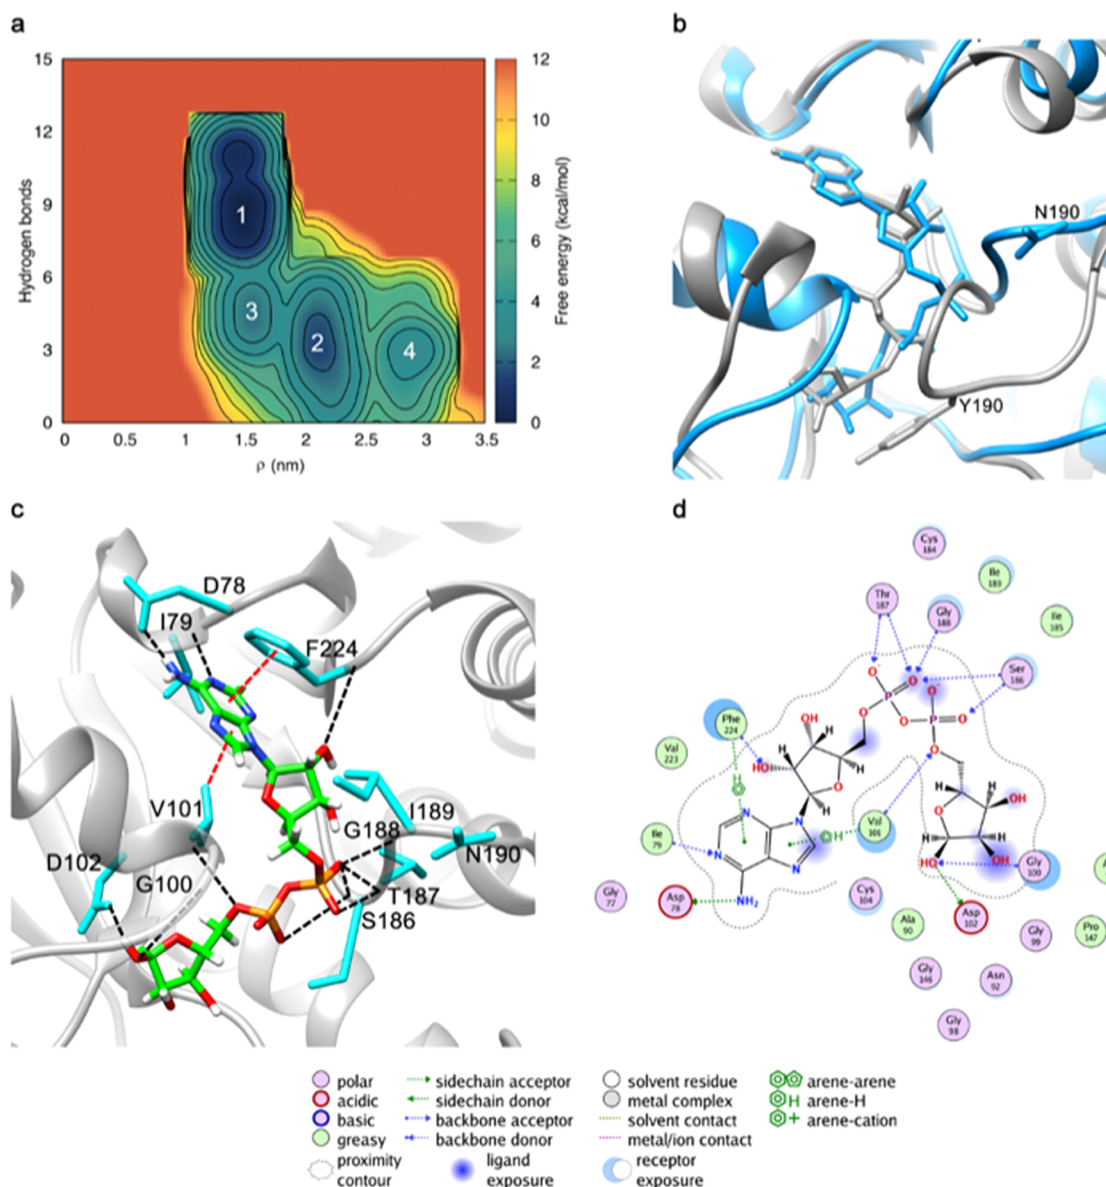 a
15
12
9
6
3
0
Hydrogen bonds
1
3
2
4
0
0.5
1
1.5
2
2.5
3
3.5
ρ (nm)
12
10
8
6
4
2
0
Free energy (kcal/mol)
b
N190
Y190
c
D78
I79
F224
V101
I189
G188
N190
D102
G100
T187
S186
d
Cys
184
Ile
189
Thr
187
Gly
188
Ile
185
Ser
186
Phe
224
Val
223
Ile
79
Val
101
Gly
100
Gly
77
Asp
78
Cys
104
Ala
90
Asp
102
Gly
99
Pro
147
Gly
146
Asn
92
Gly
98
O
O
O
P
O
P
O
O
O
OH
H
HO
H
H
O
H
N
N
N
N
NH₂
H
H
O
H
OH
H
H
HO
OH
polar
acidic
basic
greasy
proximity
contour
sidechain acceptor
sidechain donor
backbone acceptor
backbone donor
ligand
exposure
solvent residue
metal complex
solvent contact
metal/ion contact
receptor
exposure
arene-arene
H arene-H
+ arene-cation